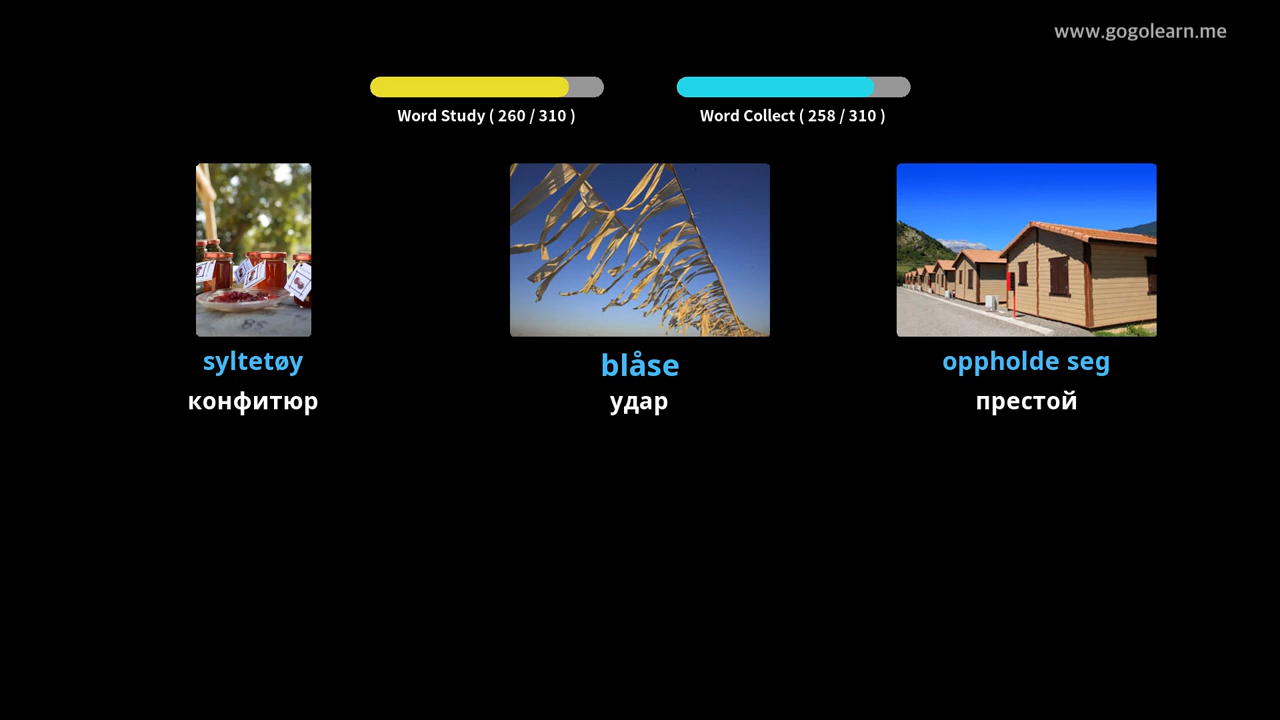 www.gogolearn.me
Word Study ( 260 / 310 )
Word Collect ( 258 / 310 )
syltetøy
blåse
oppholde seg
конфитюр
удар
престой